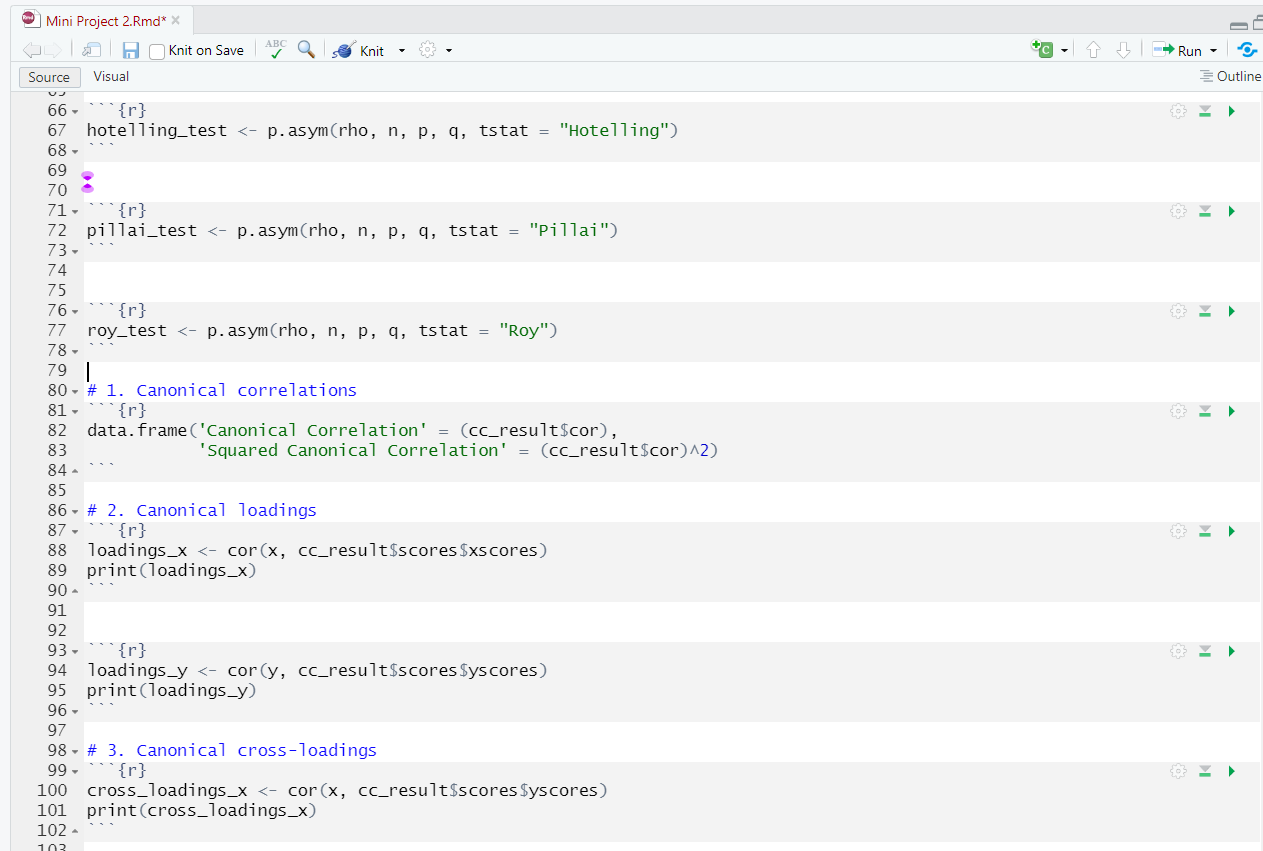 Mini Project 2.Rmd*
Knit on Save ABC Knit Run
Source Visual Outline
65
66 ```{r}
67 hotelling_test <- p.asym(rho, n, p, q, tstat = "Hotelling")
68 ```
69
70
71 ```{r}
72 pillai_test <- p.asym(rho, n, p, q, tstat = "Pillai")
73 ```
74
75
76 ```{r}
77 roy_test <- p.asym(rho, n, p, q, tstat = "Roy")
78 ```
79
80 # 1. Canonical correlations
81 ```{r}
82 data.frame('Canonical Correlation' = (cc_result$cor),
83 'Squared Canonical Correlation' = (cc_result$cor)^2)
84 ```
85
86 # 2. Canonical loadings
87 ```{r}
88 loadings_x <- cor(x, cc_result$scores$xscores)
89 print(loadings_x)
90 ```
91
92
93 ```{r}
94 loadings_y <- cor(y, cc_result$scores$yscores)
95 print(loadings_y)
96 ```
97
98 # 3. Canonical cross-loadings
99 ```{r}
100 cross_loadings_x <- cor(x, cc_result$scores$yscores)
101 print(cross_loadings_x)
102 ```
103